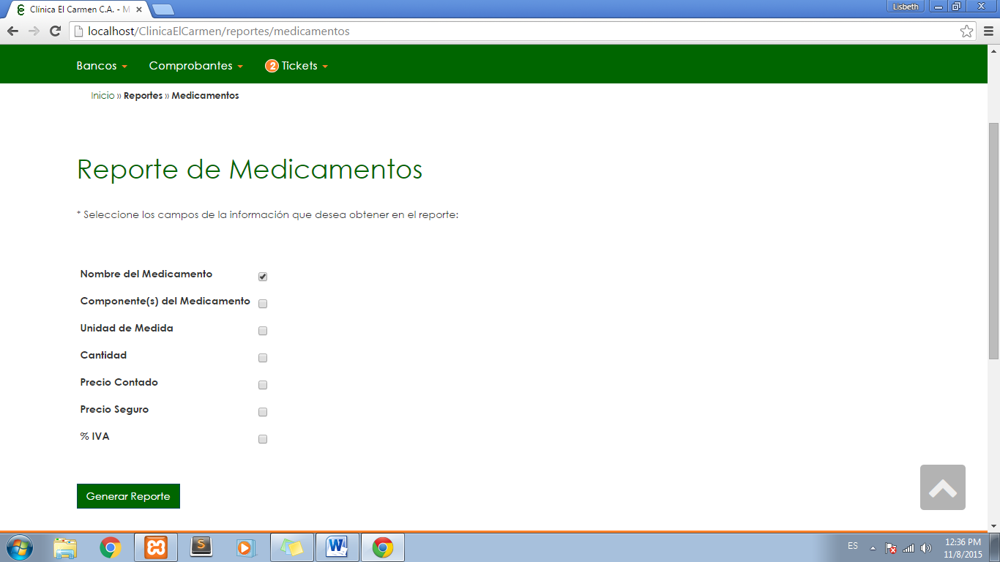 Clínica El Carmen C.A. - M
Lisbeth
localhost/ClinicaElCarmen/reportes/medicamentos
Bancos Comprobantes 2 Tickets
Inicio » Reportes » Medicamentos
Reporte de Medicamentos
* Seleccione los campos de la información que desea obtener en el reporte:
Nombre del Medicamento
Componente(s) del Medicamento
Unidad de Medida
Cantidad
Precio Contado
Precio Seguro
% IVA
Generar Reporte
ES
12:36 PM
11/8/2015